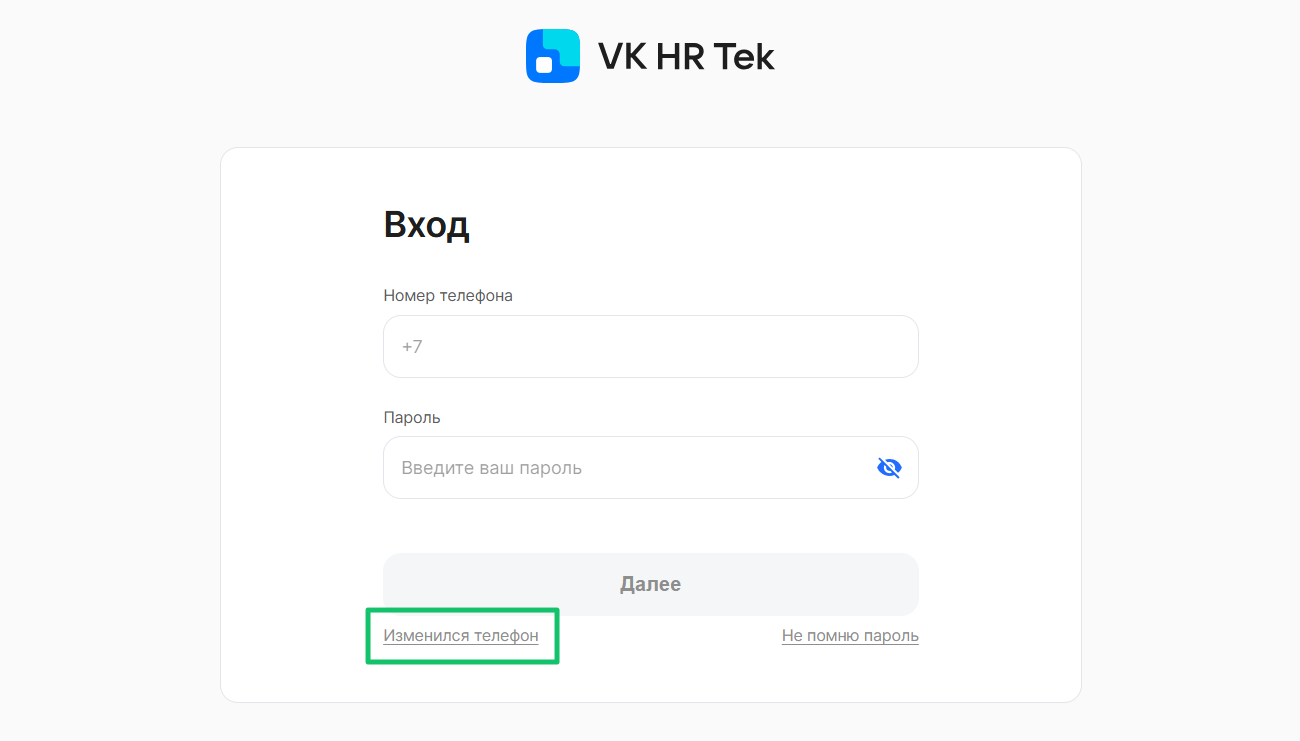 VK HR Tek
Вход
Номер телефона
+7
Пароль
Введите ваш пароль
Далее
Изменился телефон
Не помню пароль